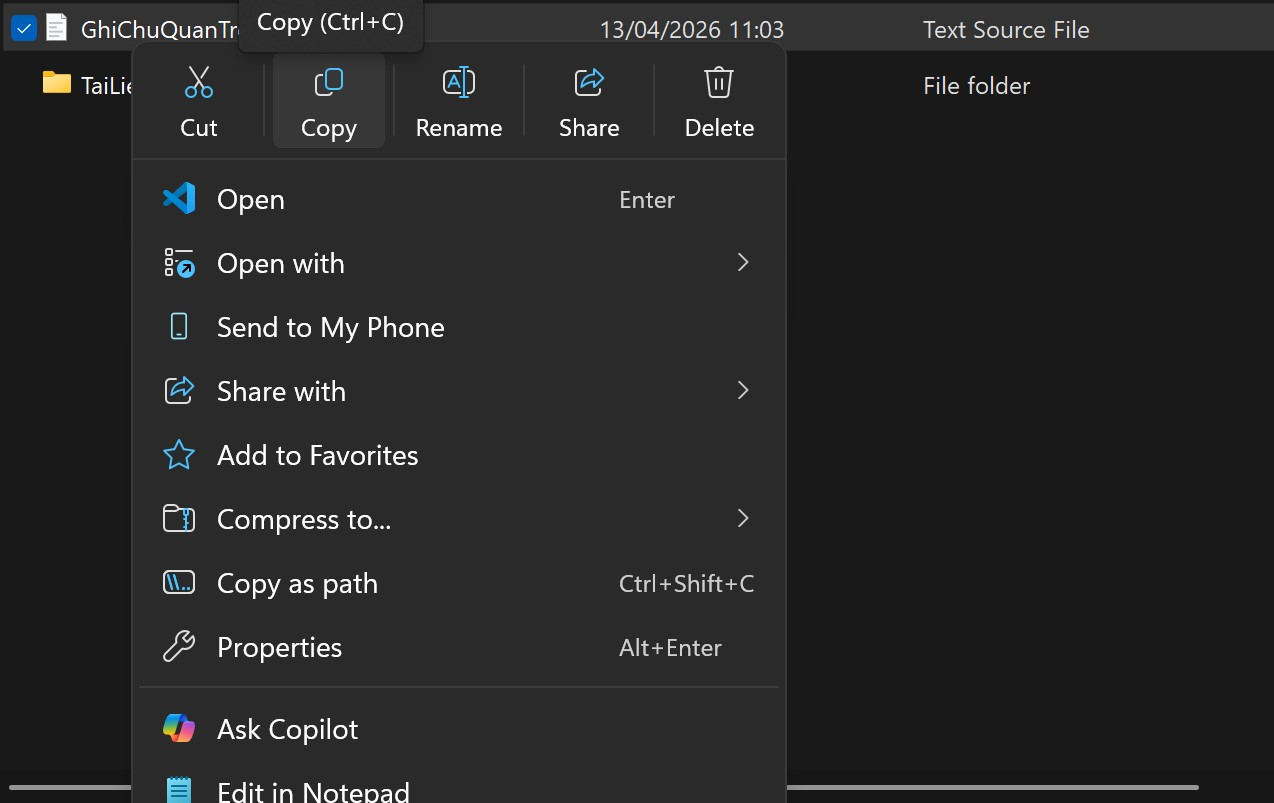 GhiChuQuanTr
Copy (Ctrl+C)
13/04/2026 11:03
Text Source File
TaiLie
File folder
Cut
Copy
Rename
Share
Delete
Open
Enter
Open with
Send to My Phone
Share with
Add to Favorites
Compress to...
Copy as path
Ctrl+Shift+C
Properties
Alt+Enter
Ask Copilot
Edit in Notepad